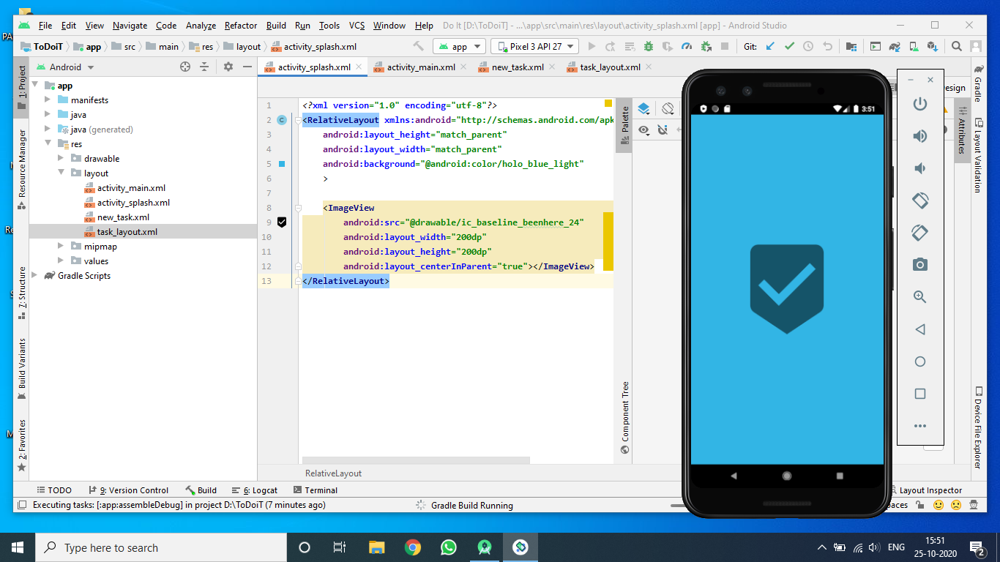 File Edit View Navigate Code Analyze Refactor Build Run Tools VCS Window Help Do It [D:\ToDoiT] - ...\app\src\main\res\layout\activity_splash.xml [app] - Android Studio
ToDoiT app src main res layout activity_splash.xml app Pixel 3 API 27 Git:
Android
activity_splash.xml activity_main.xml new_task.xml task_layout.xml
1: Project
Resource Manager
7: Structure
Build Variants
2: Favorites
app
manifests
java
java (generated)
res
drawable
layout
activity_main.xml
activity_splash.xml
new_task.xml
task_layout.xml
mipmap
values
Gradle Scripts
1 <?xml version="1.0" encoding="utf-8"?>
2 <RelativeLayout xmlns:android="http://schemas.android.com/apk
3 android:layout_height="match_parent"
4 android:layout_width="match_parent"
5 android:background="@android:color/holo_blue_light"
6 >
7
8 <ImageView
9 android:src="@drawable/ic_baseline_beenhere_24"
10 android:layout_width="200dp"
11 android:layout_height="200dp"
12 android:layout_centerInParent="true"></ImageView>
13 </RelativeLayout>
C
RelativeLayout
Palette
Component Tree
esign
3:51
Gradle
Attributes
Layout Validation
Device File Explorer
TODO 9: Version Control Build 6: Logcat Terminal Layout Inspector
Executing tasks: [:app:assembleDebug] in project D:\ToDoiT (7 minutes ago) Gradle Build Running paces
Type here to search
ENG
15:51
25-10-2020
2
PA
Re
M